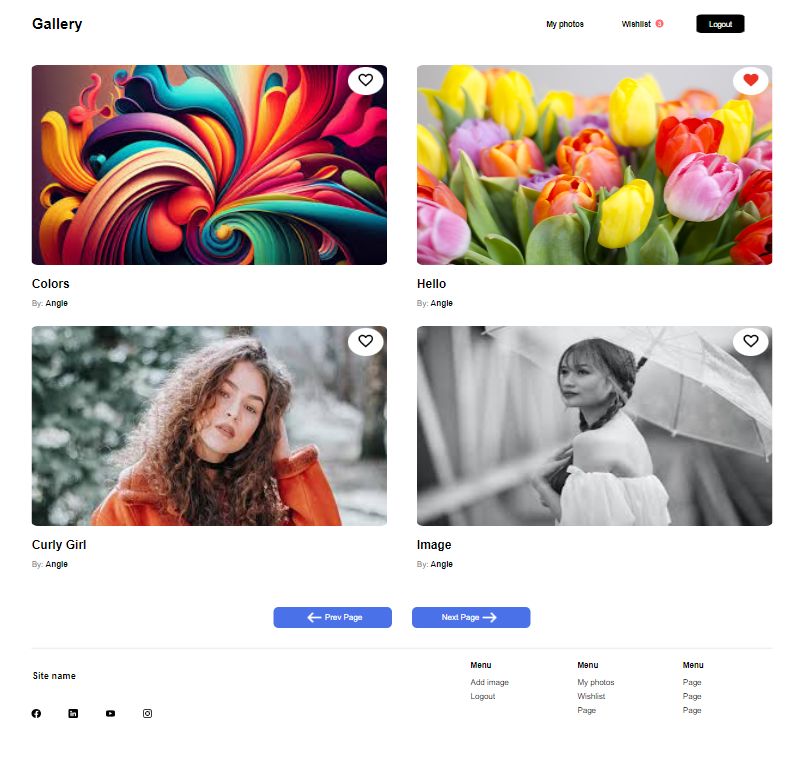 Gallery
My photos
Wishlist 3
Logout
Colors
By: Angle
Hello
By: Angle
Curly Girl
By: Angle
Image
By: Angle
Prev Page
Next Page
Site name
Menu
Add image
Logout
Menu
My photos
Wishlist
Page
Menu
Page
Page
Page